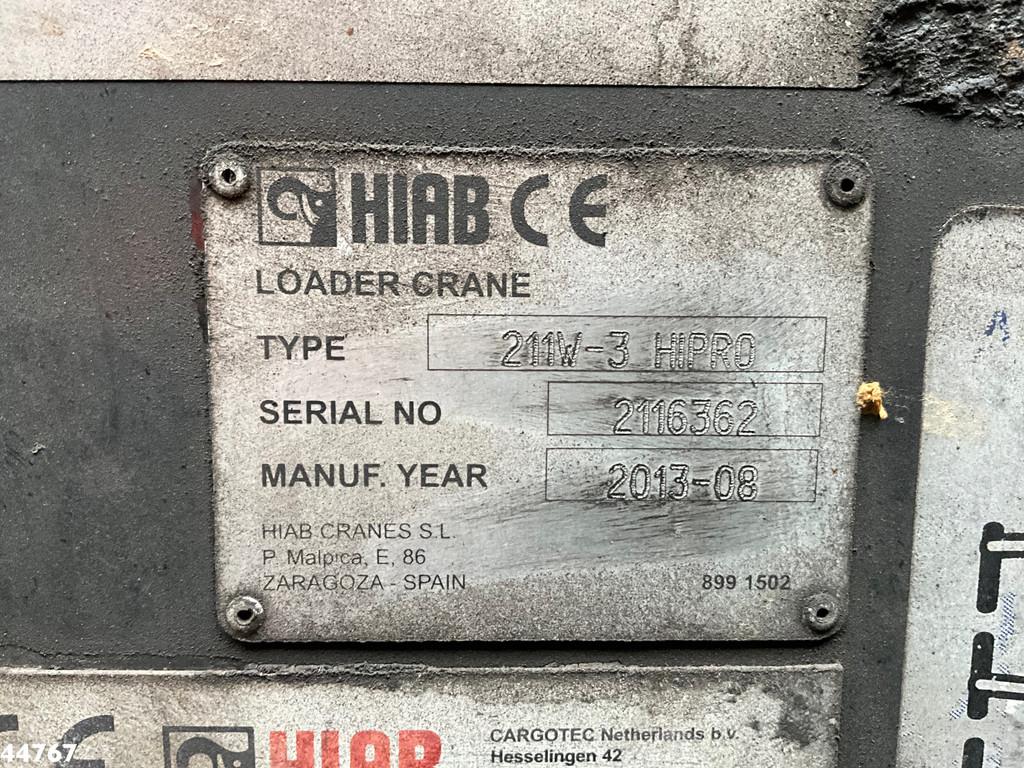 HIAB CE
LOADER CRANE
TYPE 211W-3 HIPRO
SERIAL NO 2116362
MANUF. YEAR 2013-08
HIAB CRANES S.L.
P. Malpica, E, 86
ZARAGOZA - SPAIN 899 1502
HIAB CARGOTEC Netherlands b.v.
Hesselingen 42
44767